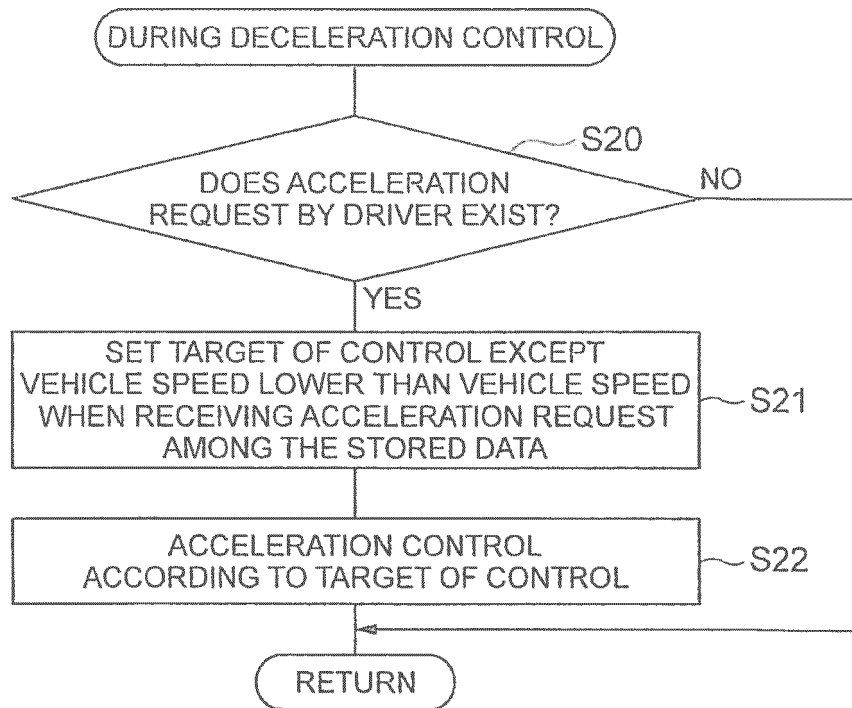 DURING DECELERATION CONTROL
S20
DOES ACCELERATION
REQUEST BY DRIVER EXIST?
NO
YES
SET TARGET OF CONTROL EXCEPT
VEHICLE SPEED LOWER THAN VEHICLE SPEED
WHEN RECEIVING ACCELERATION REQUEST
AMONG THE STORED DATA
S21
ACCELERATION CONTROL
ACCORDING TO TARGET OF CONTROL
S22
RETURN